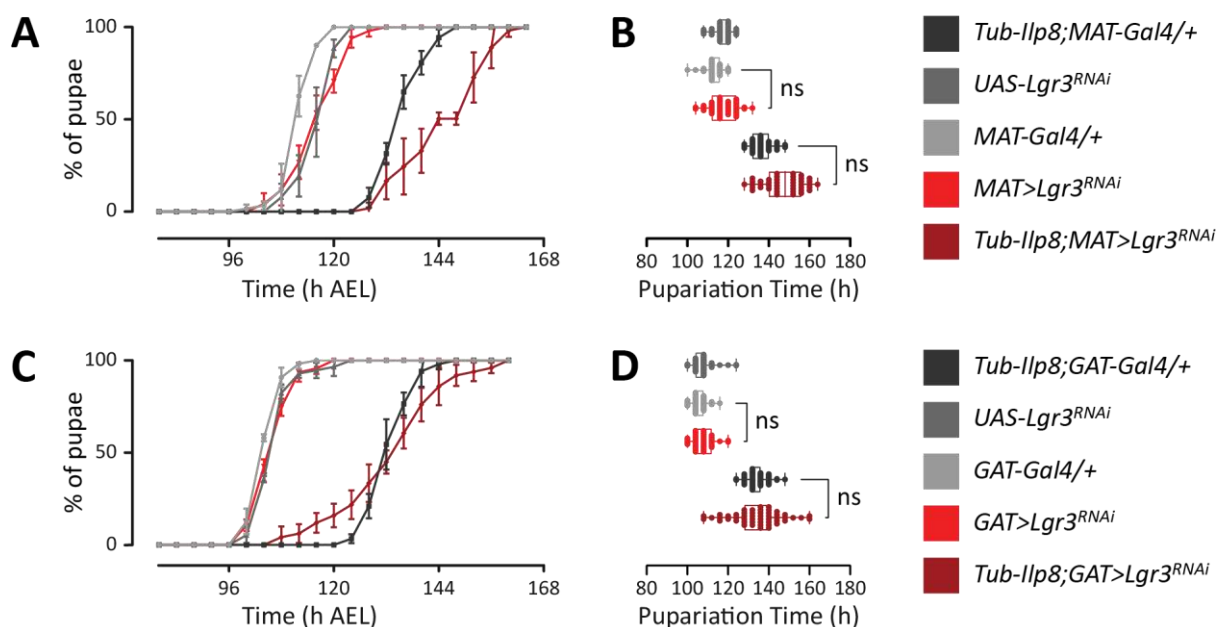 A
% of pupae
100
50
0
96
120
144
168
Time (h AEL)
B
ns
ns
80 100 120 140 160 180
Pupariation Time (h)
Tub-Ilp8;MAT-Gal4/+
UAS-Lgr3RNAi
MAT-Gal4/+
MAT>Lgr3RNAi
Tub-Ilp8;MAT>Lgr3RNAi
C
% of pupae
100
50
0
96
120
144
168
Time (h AEL)
D
ns
ns
80 100 120 140 160 180
Pupariation Time (h)
Tub-Ilp8;GAT-Gal4/+
UAS-Lgr3RNAi
GAT-Gal4/+
GAT>Lgr3RNAi
Tub-Ilp8;GAT>Lgr3RNAi